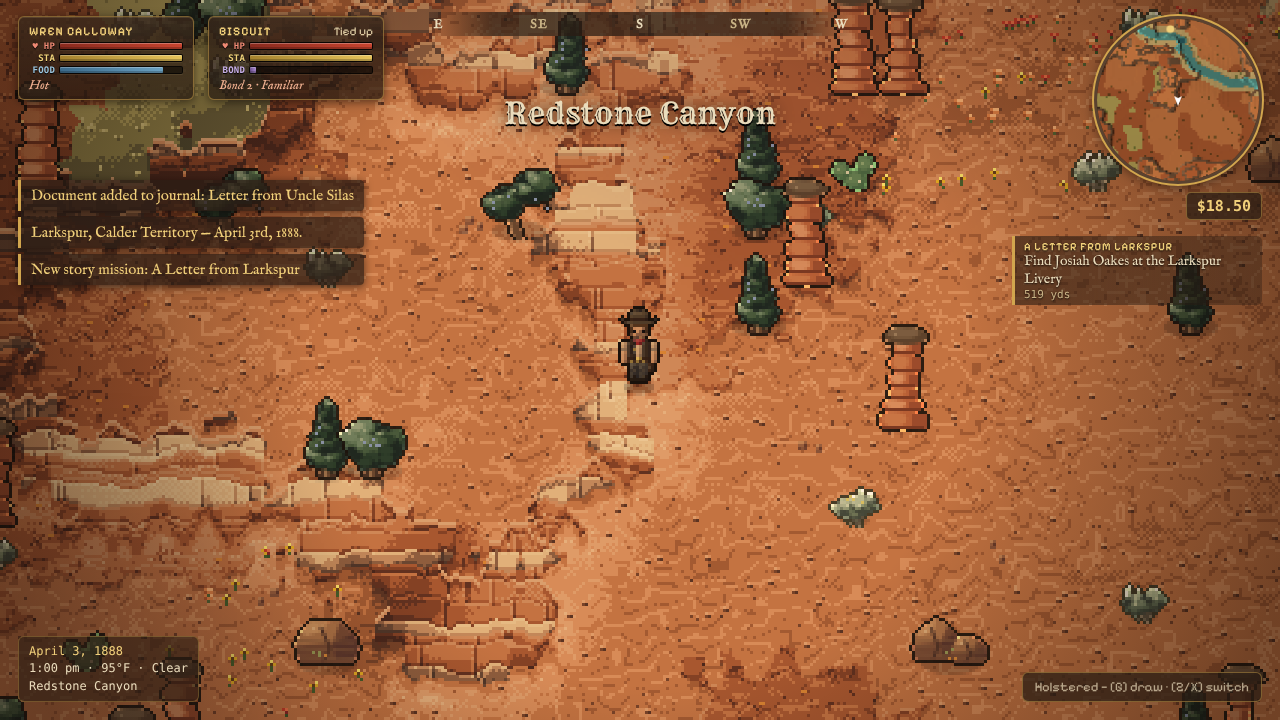 WREN CALLOWAY
♥ HP
STA
FOOD
Hot
BISCUIT Tied up
♥ HP
STA
BOND
Bond 2 · Familiar
E SE S SW W
Redstone Canyon
Document added to journal: Letter from Uncle Silas
Larkspur, Calder Territory — April 3rd, 1888.
New story mission: A Letter from Larkspur
$18.50
A LETTER FROM LARKSPUR
Find Josiah Oakes at the Larkspur
Livery
519 yds
April 3, 1888
1:00 pm · 95°F · Clear
Redstone Canyon
Holstered – (G) draw · (Z/X) switch